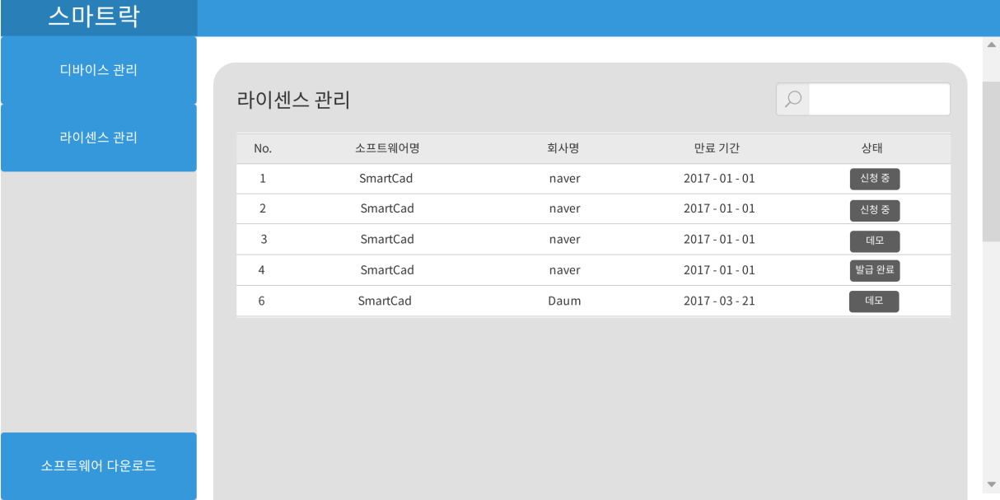 스마트락
디바이스 관리
라이센스 관리
소프트웨어 다운로드
라이센스 관리
No. 소프트웨어명 회사명 만료 기간 상태
1 SmartCad naver 2017 - 01 - 01 신청 중
2 SmartCad naver 2017 - 01 - 01 신청 중
3 SmartCad naver 2017 - 01 - 01 데모
4 SmartCad naver 2017 - 01 - 01 발급 완료
6 SmartCad Daum 2017 - 03 - 21 데모